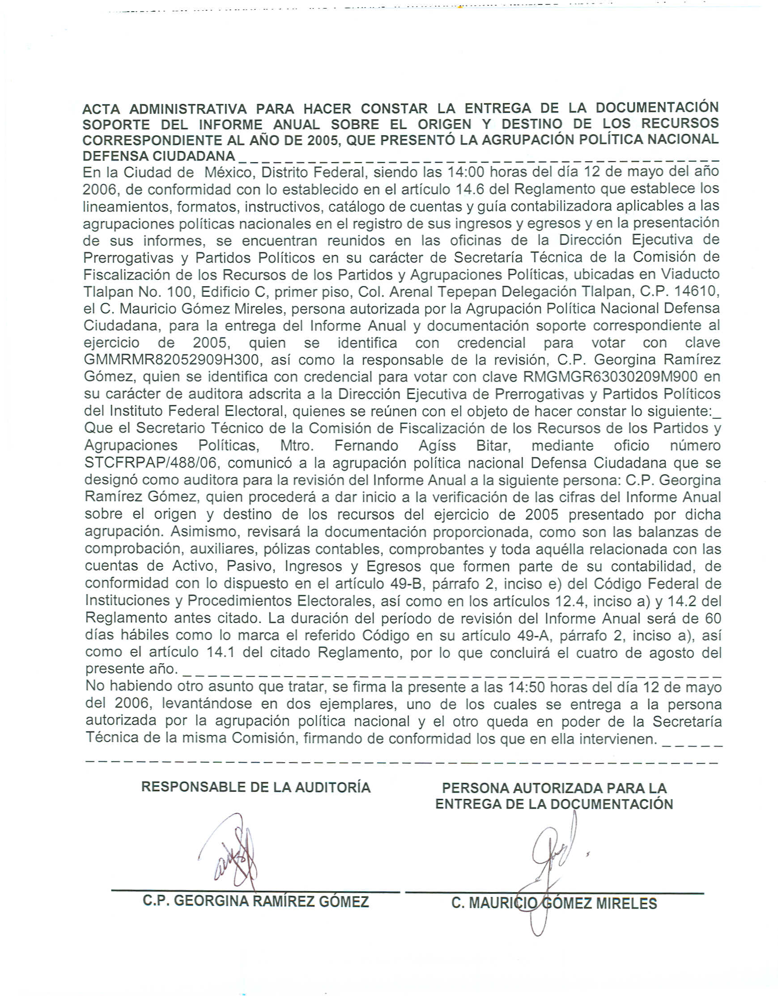 ACTA ADMINISTRATIVA PARA HACER CONSTAR LA ENTREGA DE LA DOCUMENTACIÓN
SOPORTE DEL INFORME ANUAL SOBRE EL ORIGEN Y DESTINO DE LOS RECURSOS
CORRESPONDIENTE AL AÑO DE 2005, QUE PRESENTÓ LA AGRUPACIÓN POLÍTICA NACIONAL
DEFENSA CIUDADANA
En la Ciudad de México, Distrito Federal, siendo las 14:00 horas del día 12 de mayo del año
2006, de conformidad con lo establecido en el artículo 14.6 del Reglamento que establece los
lineamientos, formatos, instructivos, catálogo de cuentas y guía contabilizadora aplicables a las
agrupaciones políticas nacionales en el registro de sus ingresos y egresos y en la presentación
de sus informes, se encuentran reunidos en las oficinas de la Dirección Ejecutiva de
Prerrogativas y Partidos Políticos en su carácter de Secretaría Técnica de la Comisión de
Fiscalización de los Recursos de los Partidos y Agrupaciones Políticas, ubicadas en Viaducto
Tlalpan No. 100, Edificio C, primer piso, Col. Arenal Tepepan Delegación Tlalpan, C.P. 14610,
el C. Mauricio Gómez Mireles, persona autorizada por la Agrupación Política Nacional Defensa
Ciudadana, para la entrega del Informe Anual y documentación soporte correspondiente al
ejercicio de 2005, quien se identifica con credencial para votar con clave
GMMRMR82052909H300, así como la responsable de la revisión, C.P. Georgina Ramírez
Gómez, quien se identifica con credencial para votar con clave RMGMGR63030209M900 en
su carácter de auditora adscrita a la Dirección Ejecutiva de Prerrogativas y Partidos Políticos
del Instituto Federal Electoral, quienes se reúnen con el objeto de hacer constar lo siguiente:_
Que el Secretario Técnico de la Comisión de Fiscalización de los Recursos de los Partidos y
Agrupaciones Políticas, Mtro. Fernando Agíss Bitar, mediante oficio número
STCFRPAP/488/06, comunicó a la agrupación política nacional Defensa Ciudadana que se
designó como auditora para la revisión del Informe Anual a la siguiente persona: C.P. Georgina
Ramírez Gómez, quien procederá a dar inicio a la verificación de las cifras del Informe Anual
sobre el origen y destino de los recursos del ejercicio de 2005 presentado por dicha
agrupación. Asimismo, revisará la documentación proporcionada, como son las balanzas de
comprobación, auxiliares, pólizas contables, comprobantes y toda aquélla relacionada con las
cuentas de Activo, Pasivo, Ingresos y Egresos que formen parte de su contabilidad, de
conformidad con lo dispuesto en el artículo 49-B, párrafo 2, inciso e) del Código Federal de
Instituciones y Procedimientos Electorales, así como en los artículos 12.4, inciso a) y 14.2 del
Reglamento antes citado. La duración del período de revisión del Informe Anual será de 60
días hábiles como lo marca el referido Código en su artículo 49-A, párrafo 2, inciso a), así
como el artículo 14.1 del citado Reglamento, por lo que concluirá el cuatro de agosto del
presente año.
No habiendo otro asunto que tratar, se firma la presente a las 14:50 horas del día 12 de mayo
del 2006, levantándose en dos ejemplares, uno de los cuales se entrega a la persona
autorizada por la agrupación política nacional y el otro queda en poder de la Secretaría
Técnica de la misma Comisión, firmando de conformidad los que en ella intervienen.
RESPONSABLE DE LA AUDITORÍA
C.P. GEORGINA RAMÍREZ GÓMEZ
PERSONA AUTORIZADA PARA LA
ENTREGA DE LA DOCUMENTACIÓN
C. MAURICIO GÓMEZ MIRELES